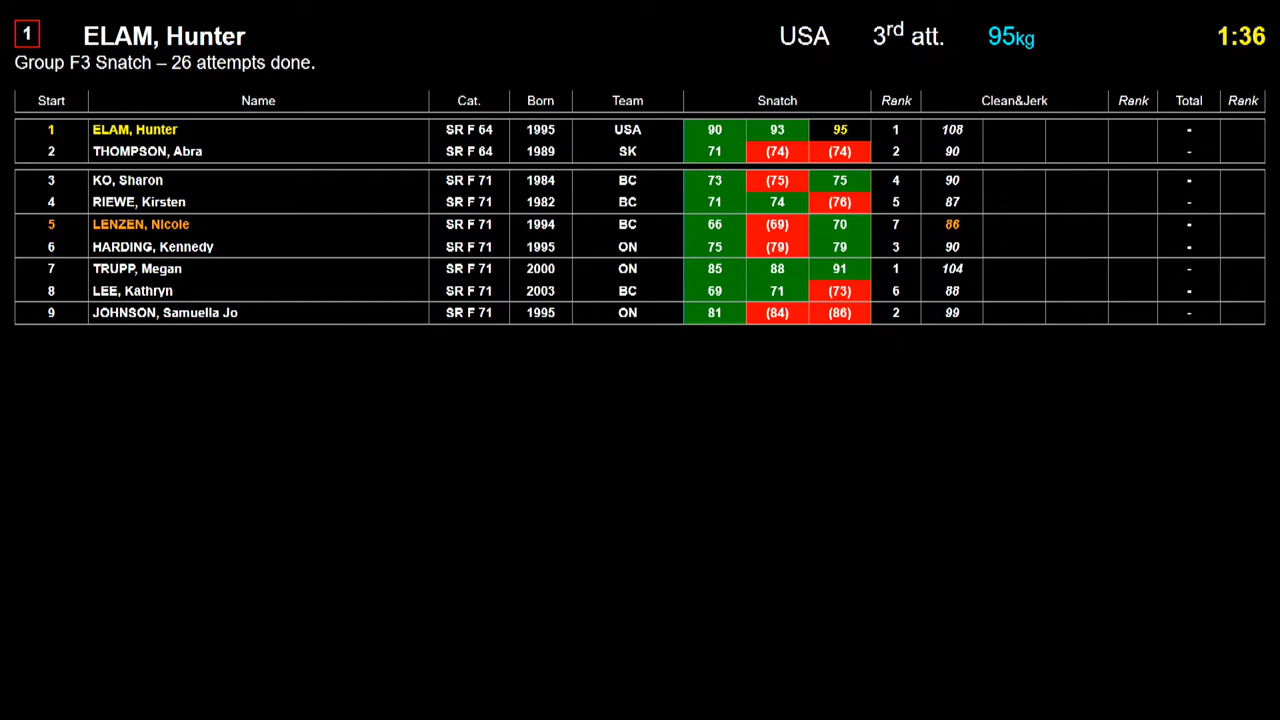 1 ELAM, Hunter USA 3rd att. 95kg 1:36
Group F3 Snatch – 26 attempts done.
Start Name Cat. Born Team Snatch Rank Clean&Jerk Rank Total Rank
1 ELAM, Hunter SR F 64 1995 USA 90 93 95 1 108 -
2 THOMPSON, Abra SR F 64 1989 SK 71 (74) (74) 2 90 -
3 KO, Sharon SR F 71 1984 BC 73 (75) 75 4 90 -
4 RIEWE, Kirsten SR F 71 1982 BC 71 74 (76) 5 87 -
5 LENZEN, Nicole SR F 71 1994 BC 66 (69) 70 7 86 -
6 HARDING, Kennedy SR F 71 1995 ON 75 (79) 79 3 90 -
7 TRUPP, Megan SR F 71 2000 ON 85 88 91 1 104 -
8 LEE, Kathryn SR F 71 2003 BC 69 71 (73) 6 88 -
9 JOHNSON, Samuella Jo SR F 71 1995 ON 81 (84) (86) 2 99 -